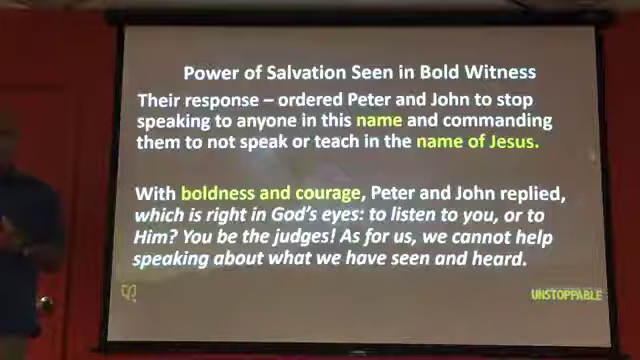 Power of Salvation Seen in Bold Witness
Their response – ordered Peter and John to stop
speaking to anyone in this name and commanding
them to not speak or teach in the name of Jesus.
With boldness and courage, Peter and John replied,
which is right in God's eyes: to listen to you, or to
Him? You be the judges! As for us, we cannot help
speaking about what we have seen and heard.
UNSTOPPABLE